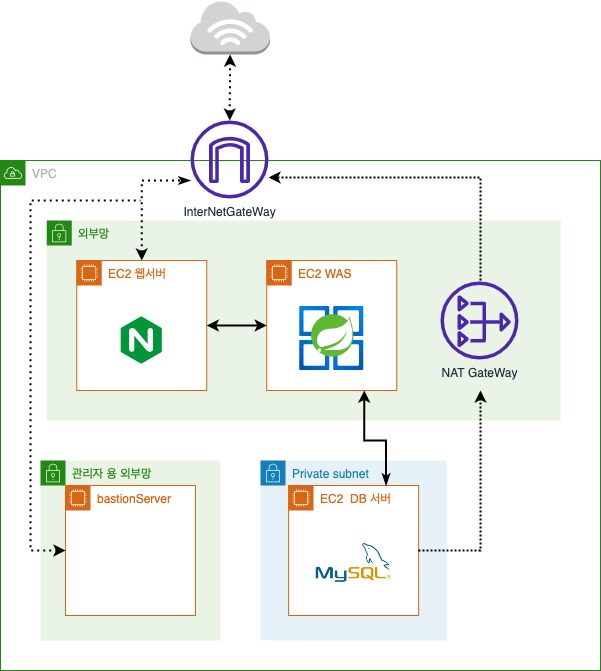 VPC
InterNetGateWay
외부망
EC2 웹서버
EC2 WAS
N
NAT GateWay
관리자 용 외부망
bastionServer
Private subnet
EC2 DB 서버
MySQL